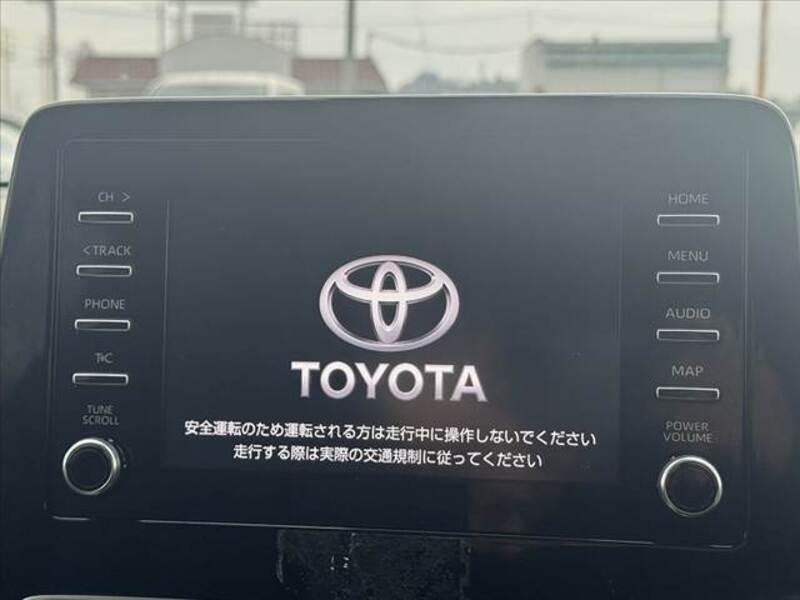 CH >
< TRACK
PHONE
T*C
TUNE
SCROLL
HOME
MENU
AUDIO
MAP
POWER
VOLUME
TOYOTA
安全運転のため運転される方は走行中に操作しないでください
走行する際は実際の交通規制に従ってください